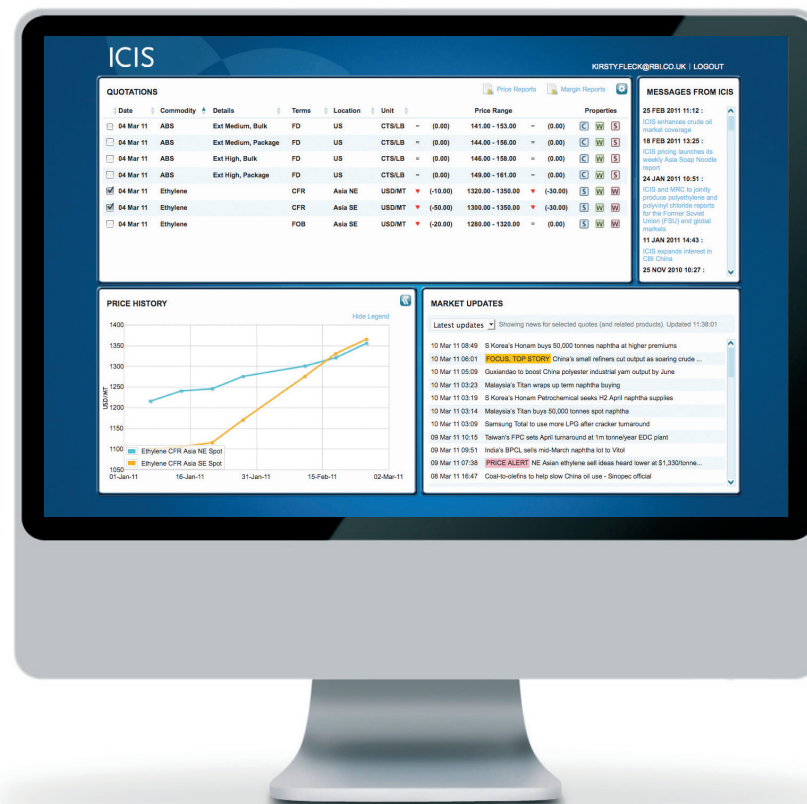 ICIS
KIRSTY.FLECK@RBI.CO.UK | LOGOUT
QUOTATIONS
Price Reports Margin Reports
Date Commodity Details Terms Location Unit Price Range Properties
04 Mar 11 ABS Ext Medium, Bulk FD US CTS/LB = (0.00) 141.00 - 153.00 = (0.00) C W S
04 Mar 11 ABS Ext Medium, Package FD US CTS/LB = (0.00) 144.00 - 156.00 = (0.00) C W S
04 Mar 11 ABS Ext High, Bulk FD US CTS/LB = (0.00) 146.00 - 158.00 = (0.00) C W S
04 Mar 11 ABS Ext High, Package FD US CTS/LB = (0.00) 149.00 - 161.00 = (0.00) C W S
04 Mar 11 Ethylene CFR Asia NE USD/MT ▼ (-10.00) 1320.00 - 1350.00 ▼ (-30.00) S W W
04 Mar 11 Ethylene CFR Asia SE USD/MT ▼ (-50.00) 1300.00 - 1350.00 ▼ (-30.00) S W W
04 Mar 11 Ethylene FOB Asia SE USD/MT ▼ (-20.00) 1280.00 - 1320.00 = (0.00) S W W
MESSAGES FROM ICIS
25 FEB 2011 11:12 :
ICIS enhances crude oil
market coverage
18 FEB 2011 13:25 :
ICIS pricing launches its
weekly Asia Soap Noodle
report
24 JAN 2011 10:51 :
ICIS and MRC to jointly
produce polyethylene and
polyvinyl chloride reports
for the Former Soviet
Union (FSU) and global
markets
11 JAN 2011 14:43 :
ICIS expands interest in
CBI China
25 NOV 2010 10:27 :
PRICE HISTORY
Hide Legend
1400
1350
1300
1250
1200
1150
1100
1050
USD/MT
Ethylene CFR Asia NE Spot
Ethylene CFR Asia SE Spot
01-Jan-11 16-Jan-11 31-Jan-11 15-Feb-11 02-Mar-11
MARKET UPDATES
Latest updates Showing news for selected quotes (and related products). Updated 11:38:01
10 Mar 11 08:49 S Korea's Honam buys 50,000 tonnes naphtha at higher premiums
10 Mar 11 06:01 FOCUS, TOP STORY China's small refiners cut output as soaring crude ...
10 Mar 11 05:09 Guxiandao to boost China polyester industrial yarn output by June
10 Mar 11 03:23 Malaysia's Titan wraps up term naphtha buying
10 Mar 11 03:19 S Korea's Honam Petrochemical seeks H2 April naphtha supplies
10 Mar 11 03:14 Malaysia's Titan buys 50,000 tonnes spot naphtha
10 Mar 11 03:09 Samsung Total to use more LPG after cracker turnaround
09 Mar 11 10:15 Taiwan's FPC sets April turnaround at 1m tonne/year EDC plant
09 Mar 11 09:51 India's BPCL sells mid-March naphtha lot to Vitol
09 Mar 11 07:38 PRICE ALERT NE Asian ethylene sell ideas heard lower at $1,330/tonne...
08 Mar 11 16:47 Coal-to-olefins to help slow China oil use - Sinopec official